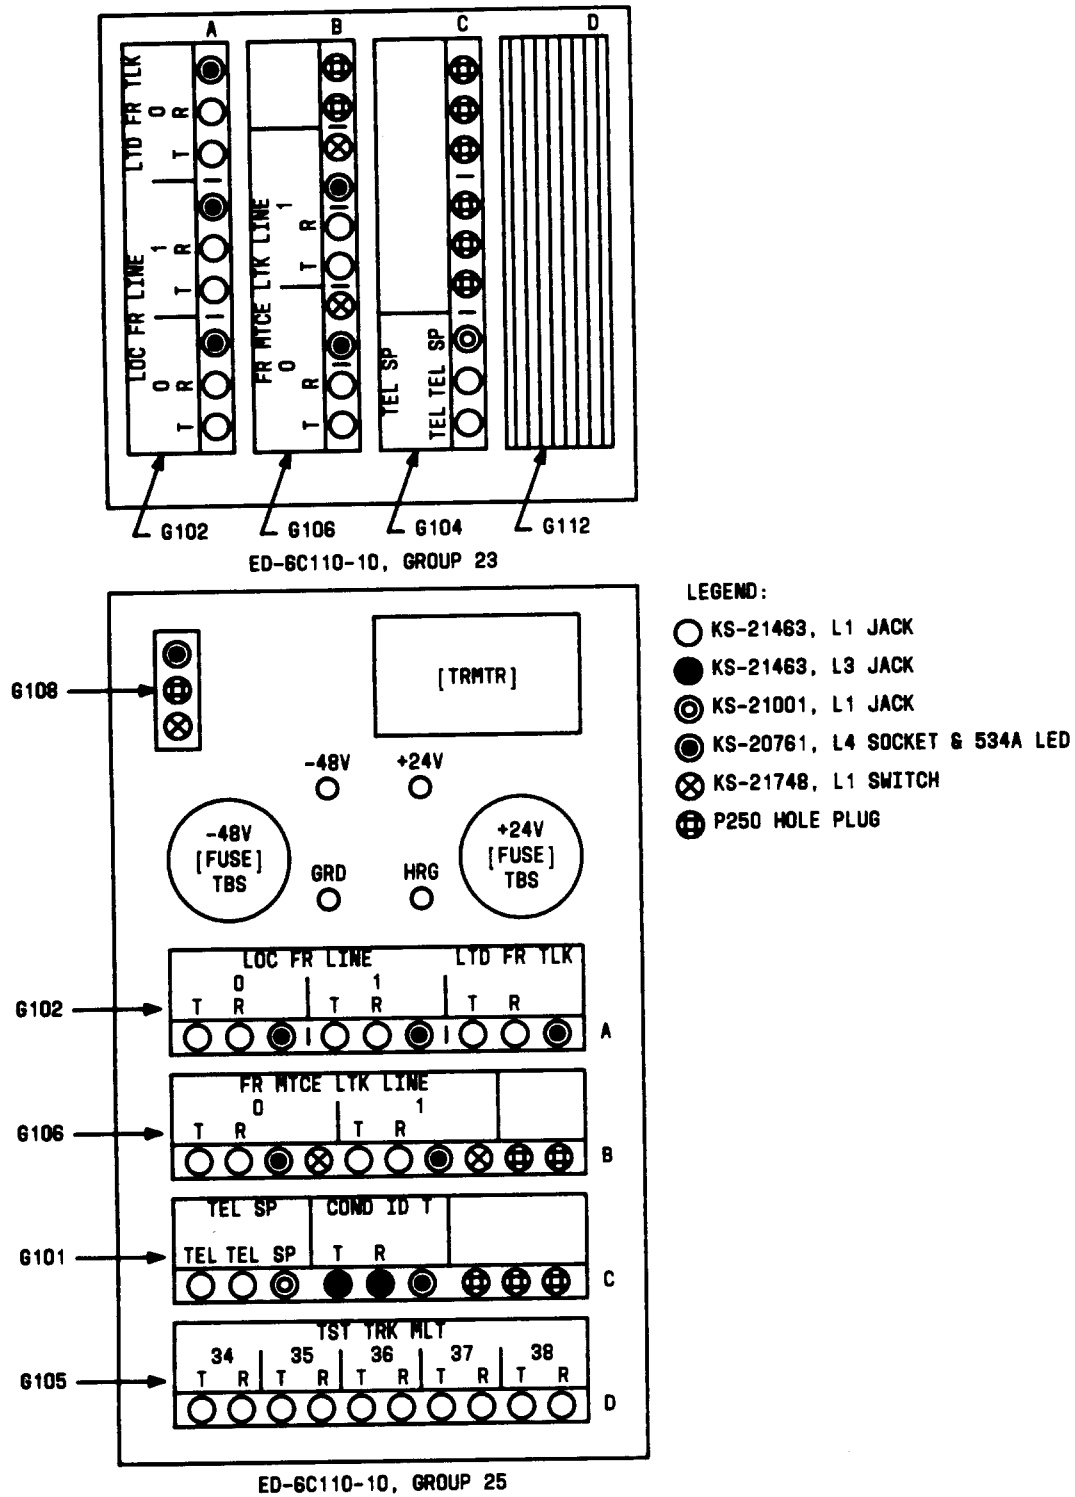 A B C D
LTD FR TLK
0
T R
LOC FR LINE
1
T R
0
T R
FR MTCE LTK LINE
1
T R
0
T R
TEL SP
TEL TEL SP
G102 G106 G104 G112
ED-6C110-10, GROUP 23
LEGEND:
KS-21463, L1 JACK
KS-21463, L3 JACK
KS-21001, L1 JACK
KS-20761, L4 SOCKET & 534A LED
KS-21748, L1 SWITCH
P250 HOLE PLUG
G108
[TRMTR]
-48V +24V
-48V
[FUSE]
TBS
+24V
[FUSE]
TBS
GRD HRG
LOC FR LINE LTD FR TLK
0 1
T R T R T R
G102
A
FR MTCE LTK LINE
0 1
T R T R
G106
B
TEL SP COND ID T
TEL TEL SP T R
G101
C
TST TRK MLT
34 35 36 37 38
T R T R T R T R T R
G105
D
ED-6C110-10, GROUP 25